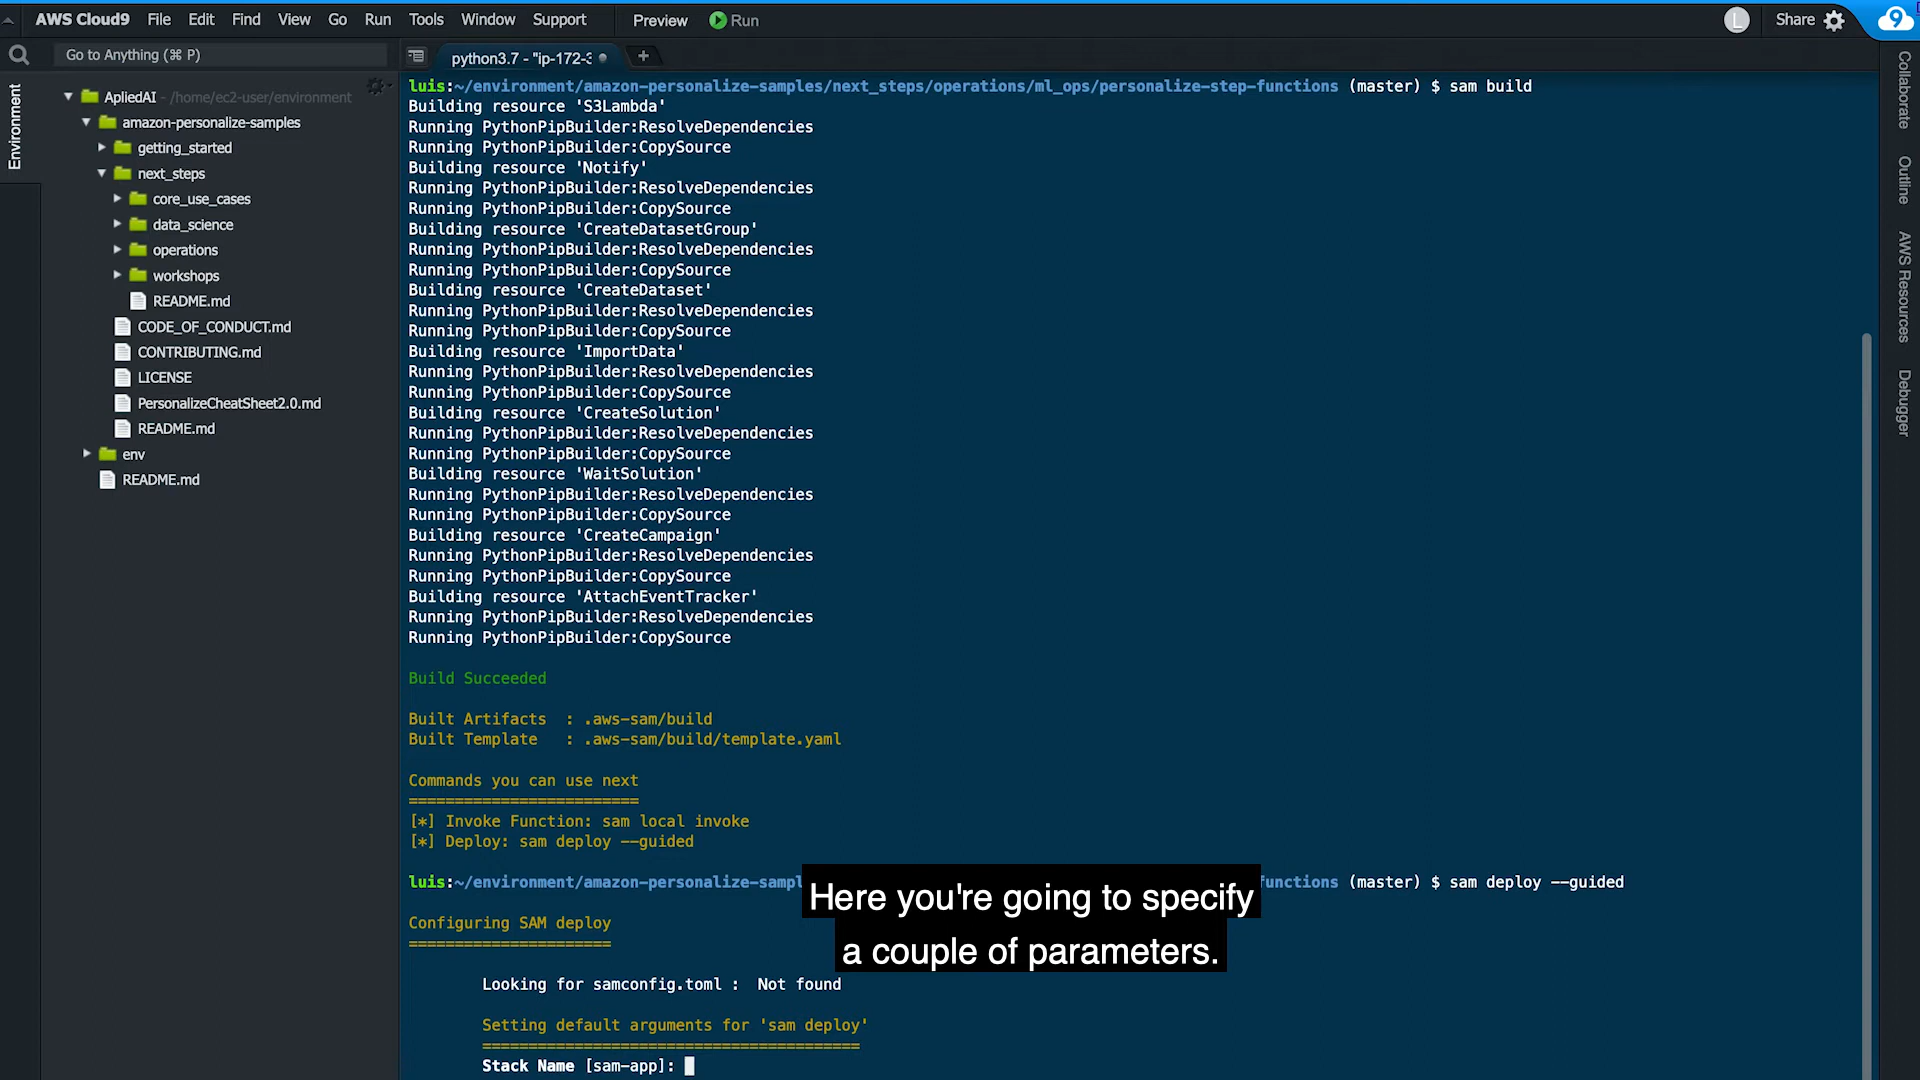 AWS Cloud9 File Edit Find View Go Run Tools Window Support Preview Run L Share 9
Go to Anything (⌘ P)
python3.7 - "ip-172-3
Environment
ApliedAI - /home/ec2-user/environment
amazon-personalize-samples
getting_started
next_steps
core_use_cases
data_science
operations
workshops
README.md
CODE_OF_CONDUCT.md
CONTRIBUTING.md
LICENSE
PersonalizeCheatSheet2.0.md
README.md
env
README.md
luis:~/environment/amazon-personalize-samples/next_steps/operations/ml_ops/personalize-step-functions (master) $ sam build
Building resource 'S3Lambda'
Running PythonPipBuilder:ResolveDependencies
Running PythonPipBuilder:CopySource
Building resource 'Notify'
Running PythonPipBuilder:ResolveDependencies
Running PythonPipBuilder:CopySource
Building resource 'CreateDatasetGroup'
Running PythonPipBuilder:ResolveDependencies
Running PythonPipBuilder:CopySource
Building resource 'CreateDataset'
Running PythonPipBuilder:ResolveDependencies
Running PythonPipBuilder:CopySource
Building resource 'ImportData'
Running PythonPipBuilder:ResolveDependencies
Running PythonPipBuilder:CopySource
Building resource 'CreateSolution'
Running PythonPipBuilder:ResolveDependencies
Running PythonPipBuilder:CopySource
Building resource 'WaitSolution'
Running PythonPipBuilder:ResolveDependencies
Running PythonPipBuilder:CopySource
Building resource 'CreateCampaign'
Running PythonPipBuilder:ResolveDependencies
Running PythonPipBuilder:CopySource
Building resource 'AttachEventTracker'
Running PythonPipBuilder:ResolveDependencies
Running PythonPipBuilder:CopySource
Build Succeeded
Built Artifacts  : .aws-sam/build
Built Template   : .aws-sam/build/template.yaml
Commands you can use next
=========================
[*] Invoke Function: sam local invoke
[*] Deploy: sam deploy --guided
luis:~/environment/amazon-personalize-sampl functions (master) $ sam deploy --guided
Configuring SAM deploy
======================
Looking for samconfig.toml :  Not found
Setting default arguments for 'sam deploy'
=========================================
Stack Name [sam-app]:
Here you're going to specify
a couple of parameters.
Collaborate
Outline
AWS Resources
Debugger